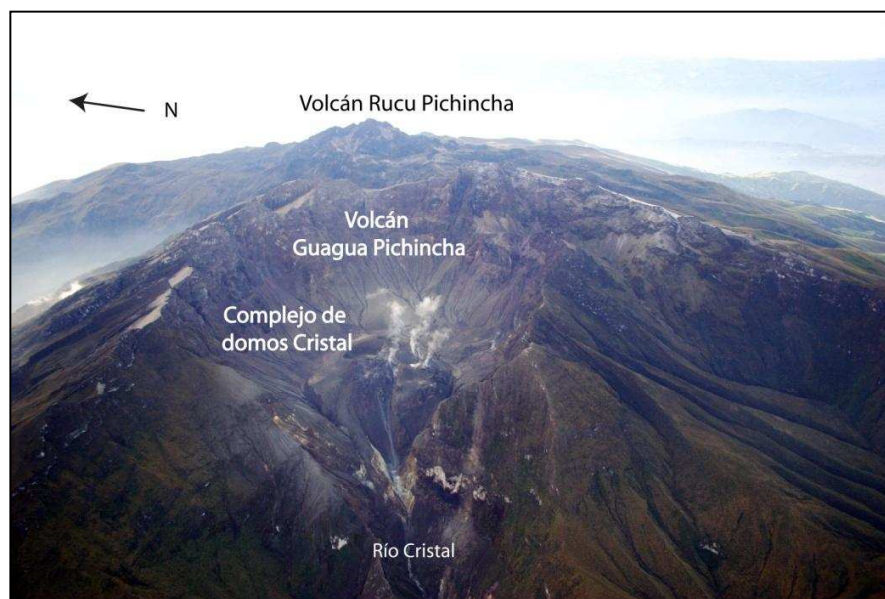 Volcán Rucu Pichincha
N
Volcán
Guagua Pichincha
Complejo de
domos Cristal
Río Cristal